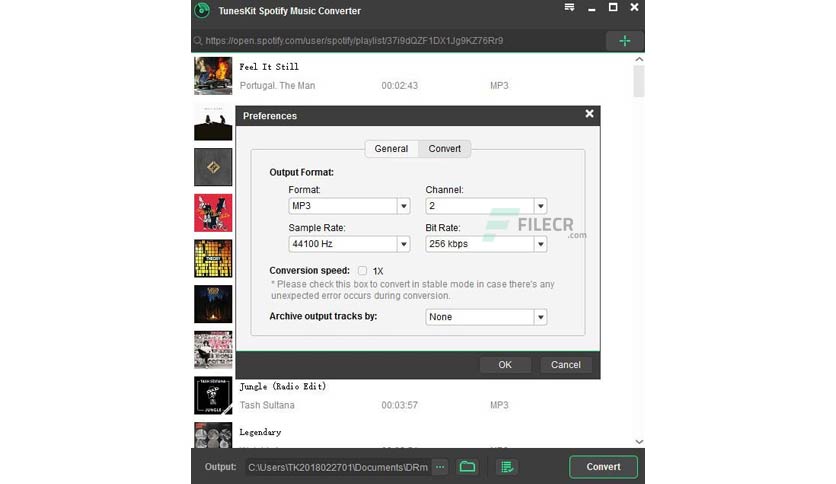 TunesKit Spotify Music Converter
https://open.spotify.com/user/spotify/playlist/37i9dQZF1DX1Jg9KZ76Rr9
Feel It Still
Portugal. The Man 00:02:43 MP3
Preferences
General Convert
Output Format:
Format: Channel:
MP3 2
Sample Rate: Bit Rate:
44100 Hz 256 kbps
FILECR
.com
Conversion speed: 1X
* Please check this box to convert in stable mode in case there's any
unexpected error occurs during conversion.
Archive output tracks by: None
OK Cancel
Jungle (Radio Edit)
Tash Sultana 00:03:57 MP3
Legendary
Output: C:\Users\TK2018022701\Documents\DRm ... Convert